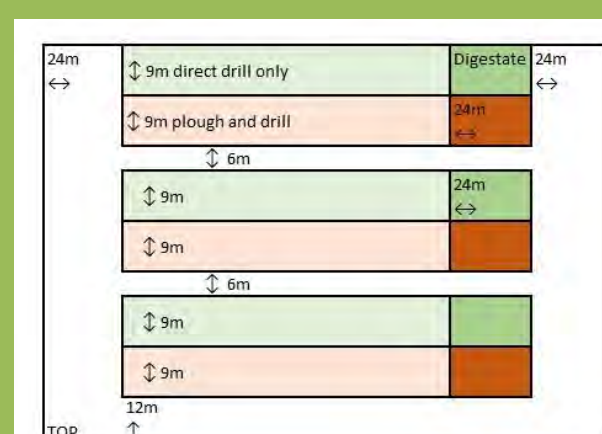 24m
↔
↕ 9m direct drill only
Digestate
24m
↔
↕ 9m plough and drill
24m
↔
↕ 6m
↕ 9m
24m
↔
↕ 9m
↕ 6m
↕ 9m
↕ 9m
12m
TOP